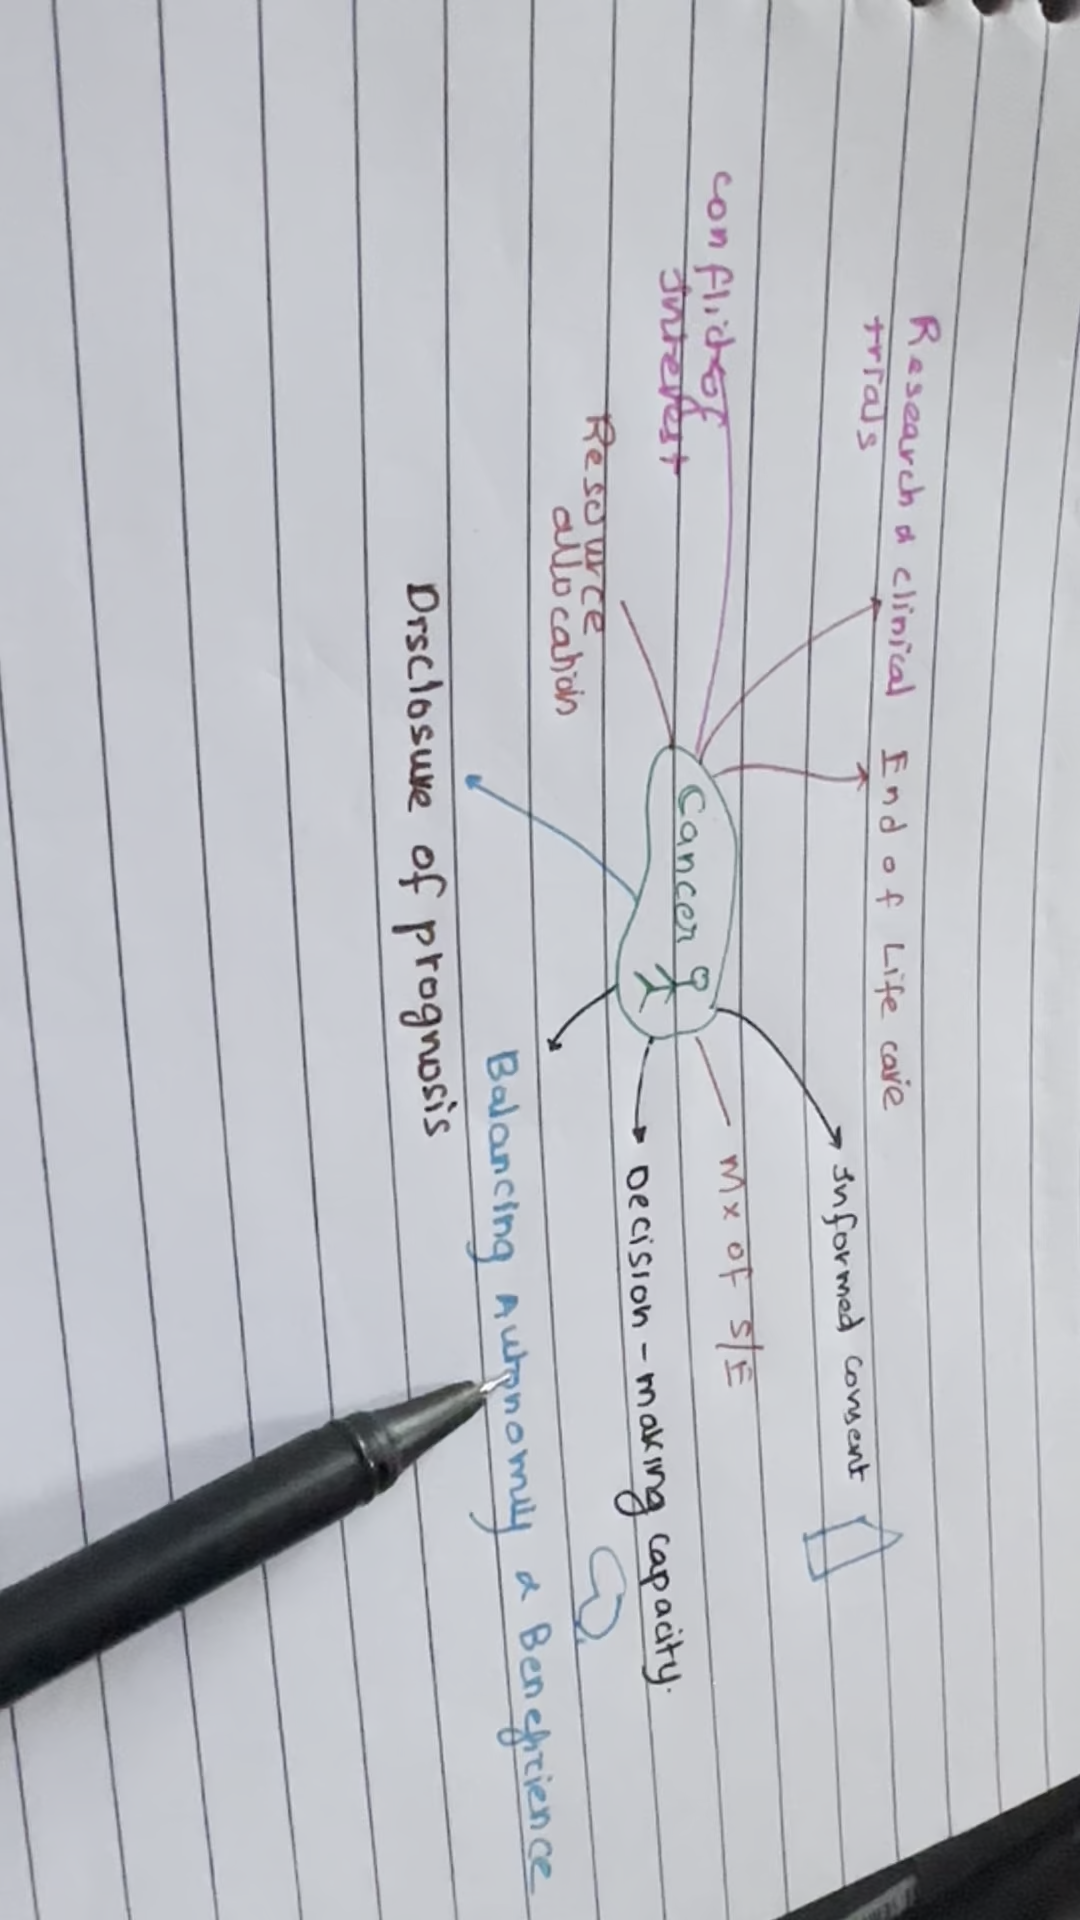 Research & clinical
trials
End of Life care
Informed consent
conflict of
Interest
Cancer
Mx of S/E
Resource
allocation
Decision - making capacity.
Balancing Autonomy & Beneficience
Disclosure of prognosis